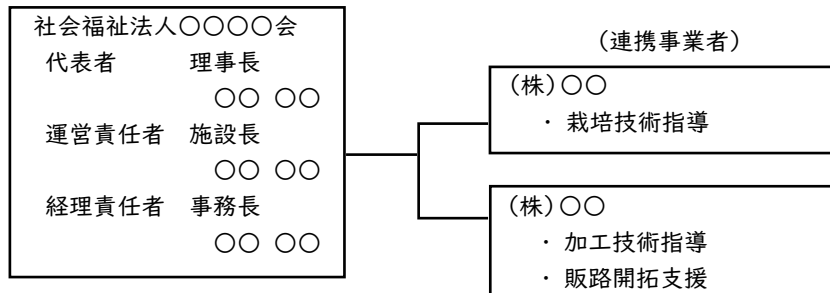 社会福祉法人〇〇〇〇会
代表者 理事長
〇〇 〇〇
運営責任者 施設長
〇〇 〇〇
経理責任者 事務長
〇〇 〇〇
（連携事業者）
（株）〇〇
・ 栽培技術指導
（株）〇〇
・ 加工技術指導
・ 販路開拓支援